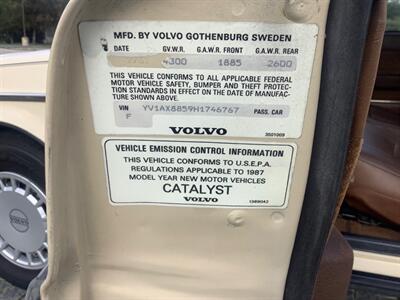 MFD. BY VOLVO GOTHENBURG SWEDEN
DATE G.V.W.R. G.A.W.R. FRONT G.A.W.R. REAR
4300 1885 2600
THIS VEHICLE CONFORMS TO ALL APPLICABLE FEDERAL
MOTOR VEHICLE SAFETY, BUMPER AND THEFT PROTEC-
TION STANDARDS IN EFFECT ON THE DATE OF MANUFAC-
TURE SHOWN ABOVE.
VIN YV1AX8859H1746767 PASS. CAR
F
VOLVO
3501009
VEHICLE EMISSION CONTROL INFORMATION
THIS VEHICLE CONFORMS TO U.S.E.P.A.
REGULATIONS APPLICABLE TO 1987
MODEL YEAR NEW MOTOR VEHICLES
CATALYST
VOLVO
1389042